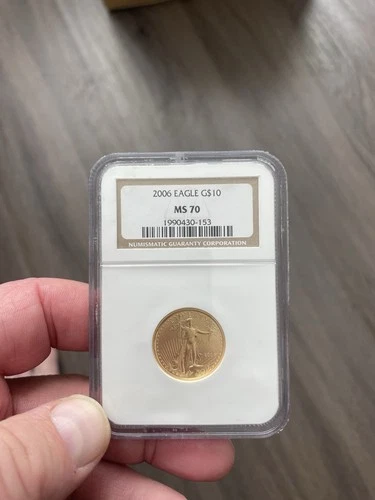 2006 EAGLE G$10
MS 70
1990430-153
NUMISMATIC GUARANTY CORPORATION